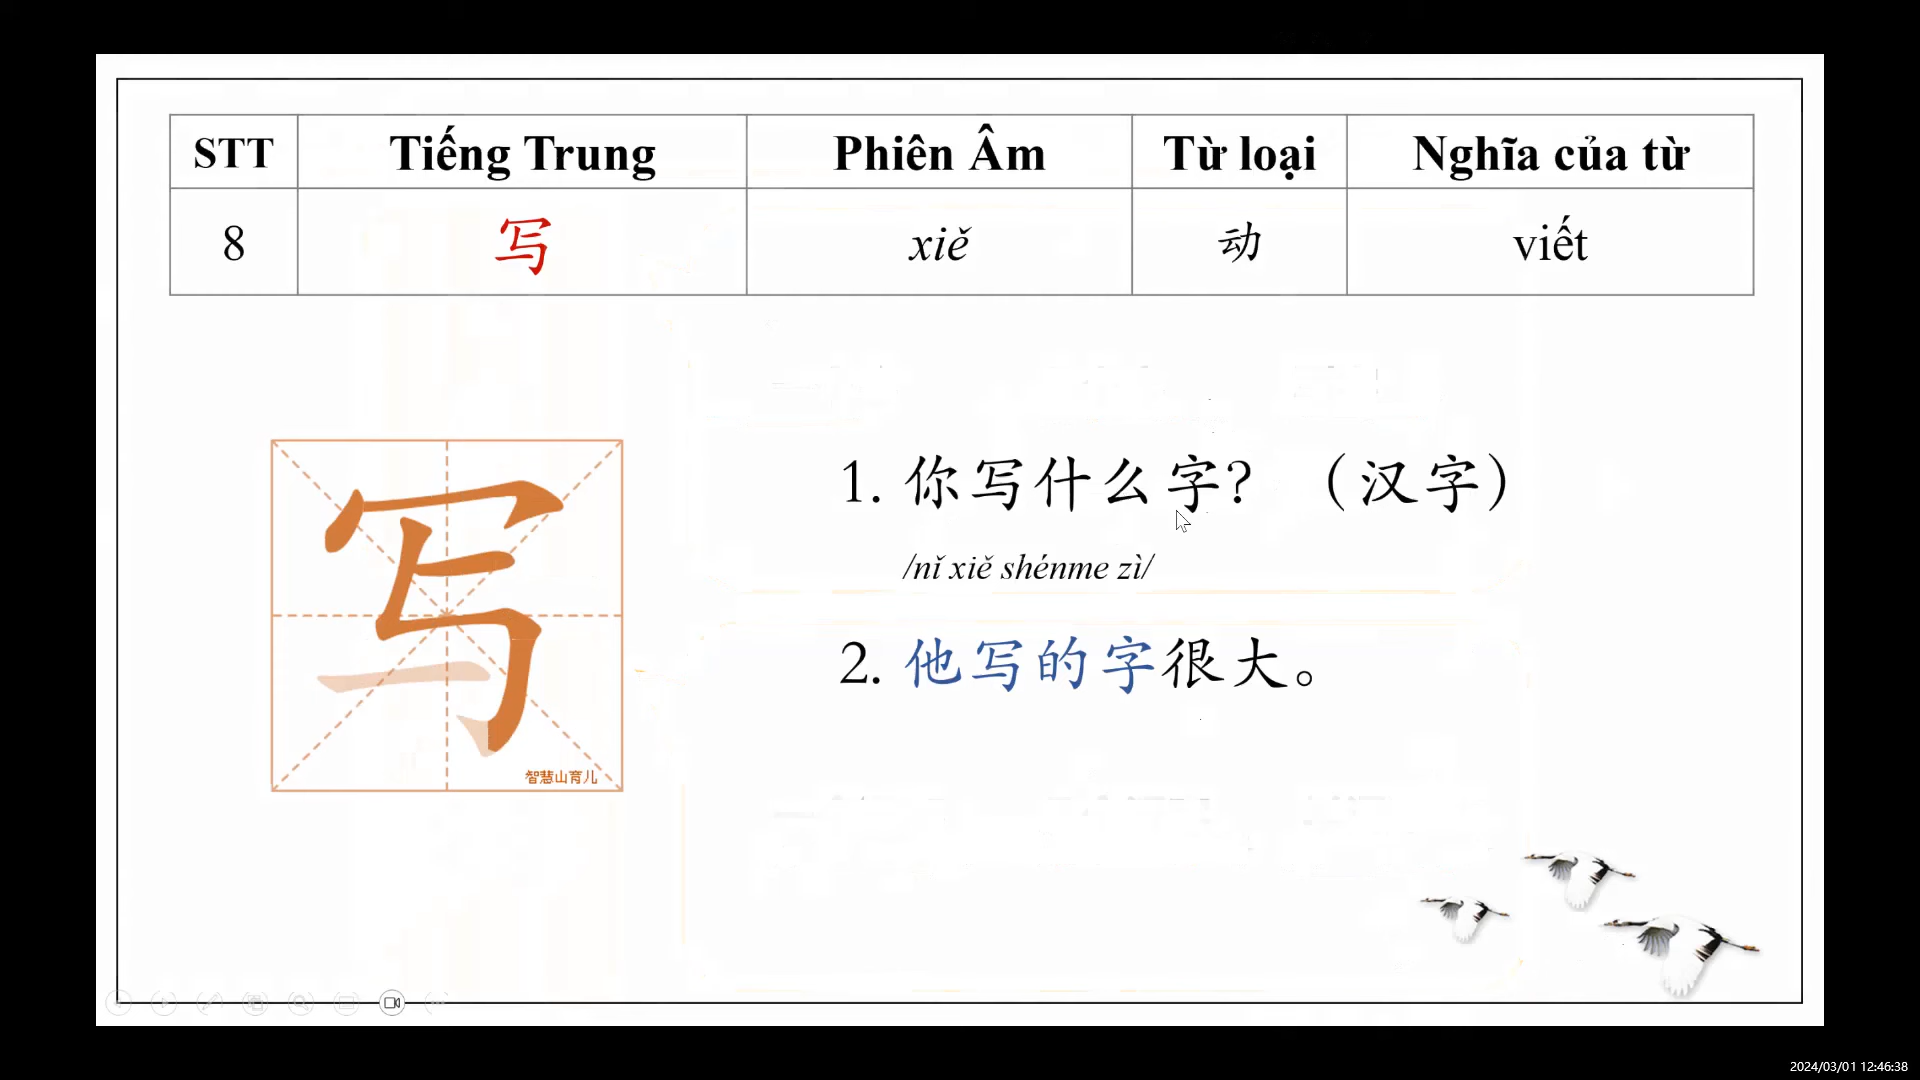 STT Tiếng Trung Phiên Âm Từ loại Nghĩa của từ
8 写 xiě 动 viết
1. 你写什么字？（汉字）
/nǐ xiě shénme zì/
2. 他写的字很大。
智慧山育儿
2024/03/01 12:46:38